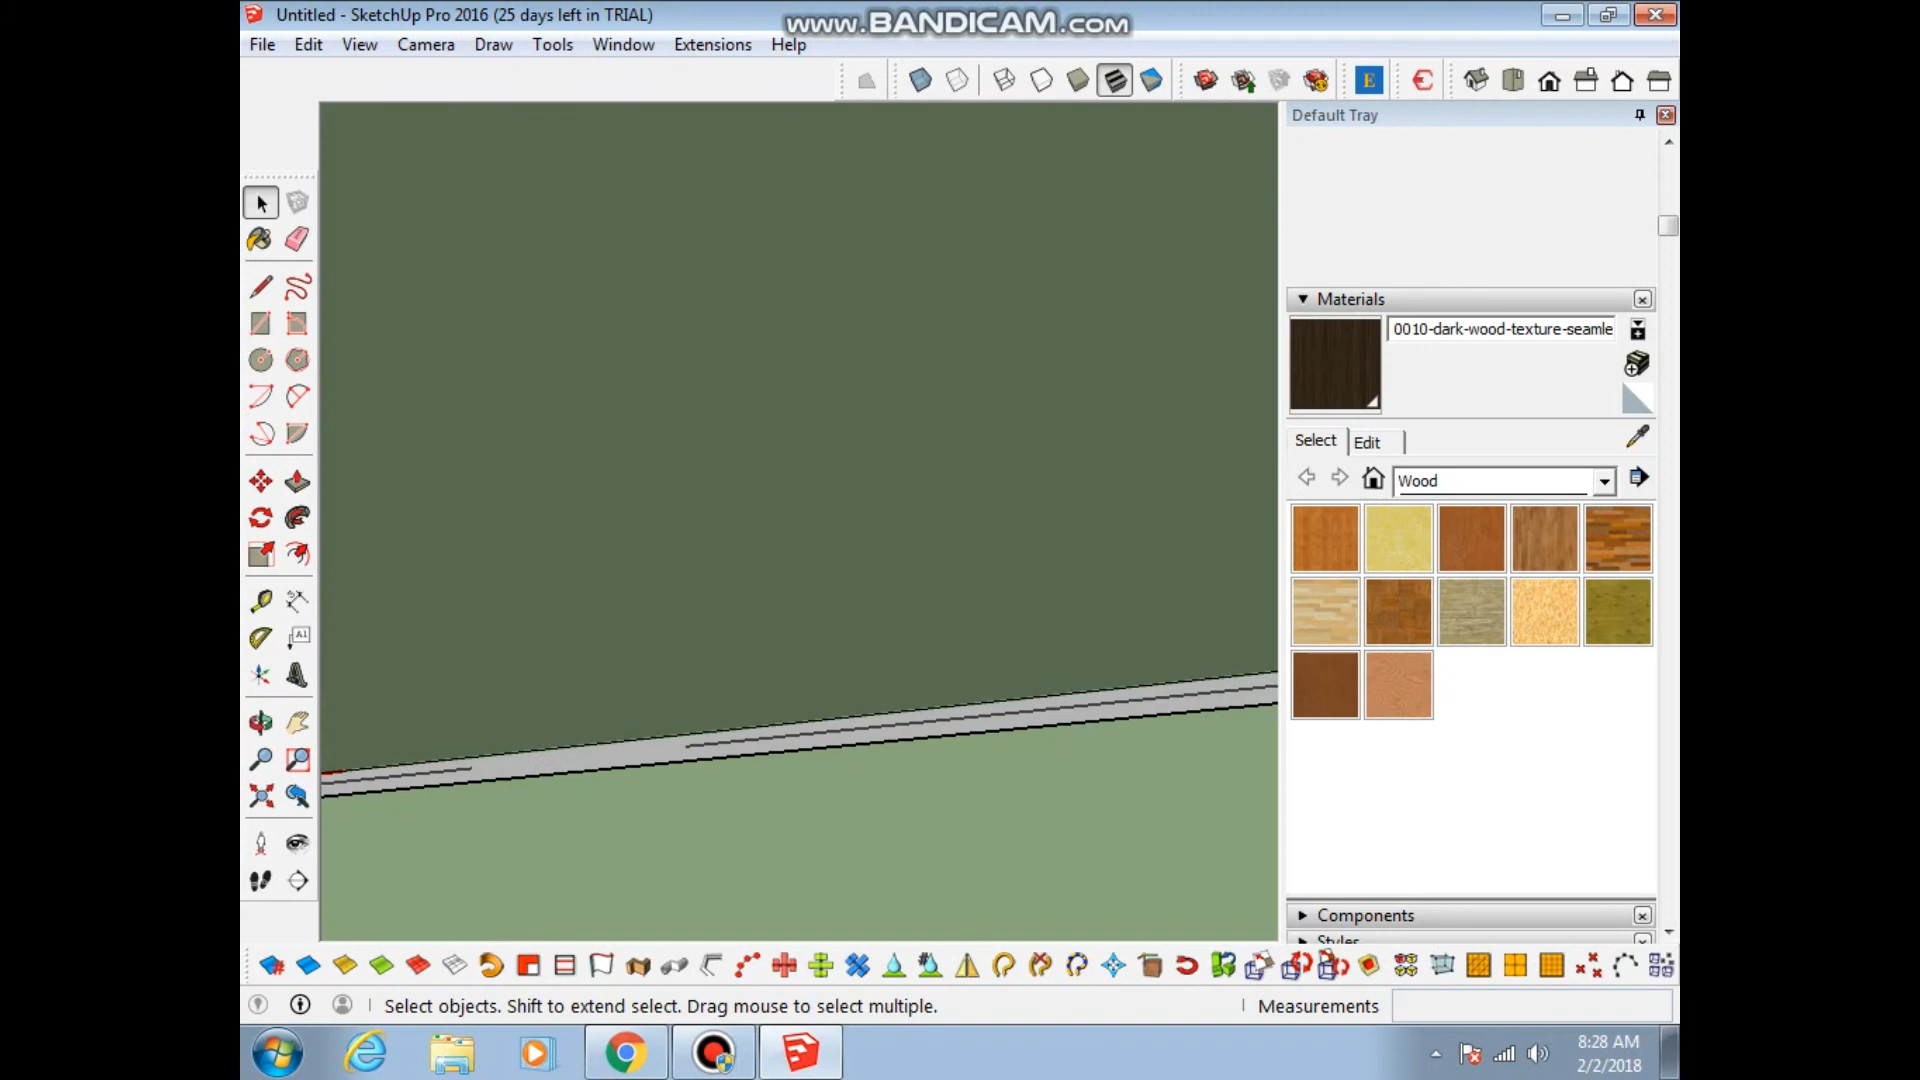 Untitled - SketchUp Pro 2016 (25 days left in TRIAL)
www.BANDICAM.com
File Edit View Camera Draw Tools Window Extensions Help
E
Default Tray
Materials
0010-dark-wood-texture-seamle
Select Edit
Wood
A1
Components
Styles
Select objects. Shift to extend select. Drag mouse to select multiple.
Measurements
8:28 AM
2/2/2018